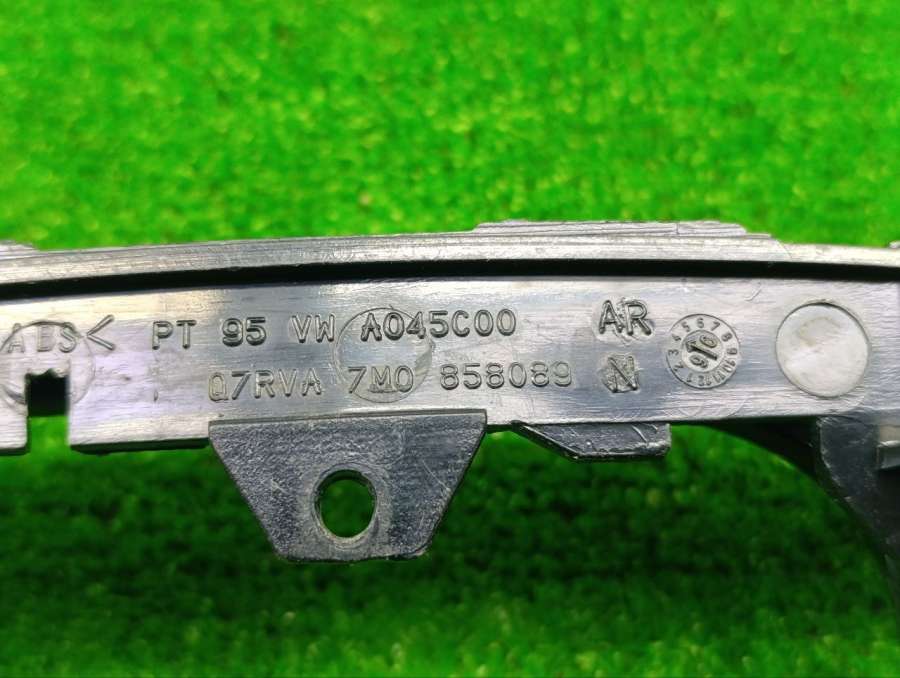 ABS< PT 95 VW A045C00 AR
Q7RVA 7M0 858089 N